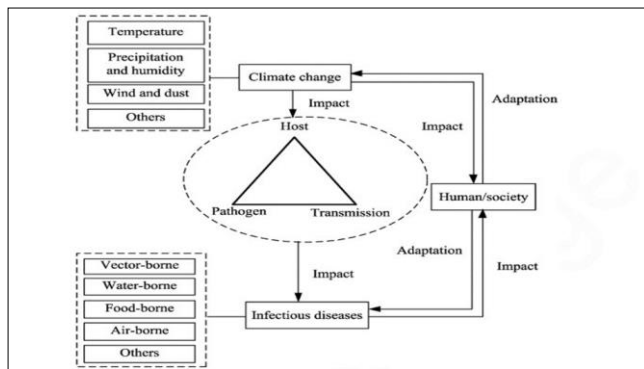 Temperature
Precipitation
and humidity
Wind and dust
Others
Climate change
Impact
Adaptation
Impact
Host
Pathogen
Transmission
Human/society
Adaptation
Impact
Impact
Vector-borne
Water-borne
Food-borne
Air-borne
Others
Infectious diseases